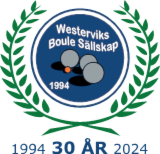 Westerviks
Boule Sällskap
1994
1994 30 ÅR 2024